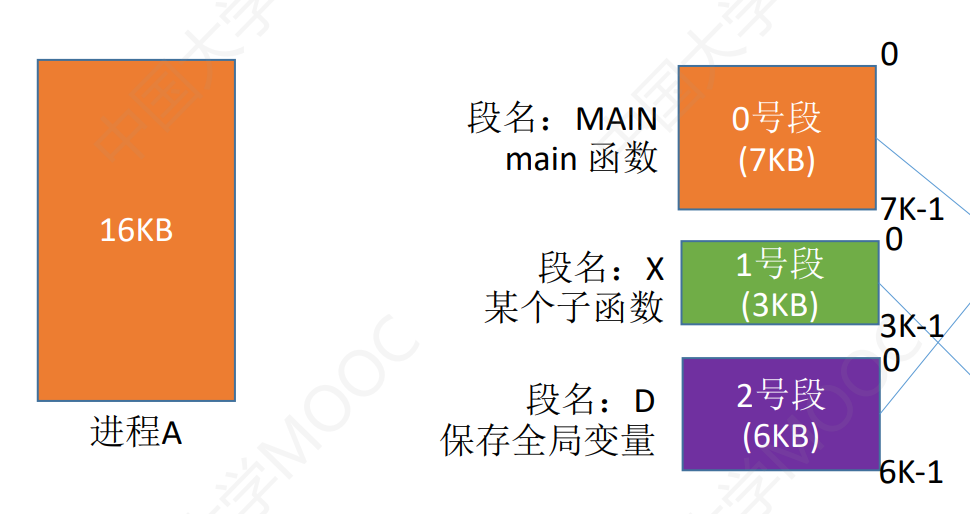 16KB
进程A
段名：MAIN
main 函数
0号段
(7KB)
0
7K-1
段名：X
某个子函数
1号段
(3KB)
0
3K-1
段名：D
保存全局变量
2号段
(6KB)
0
6K-1